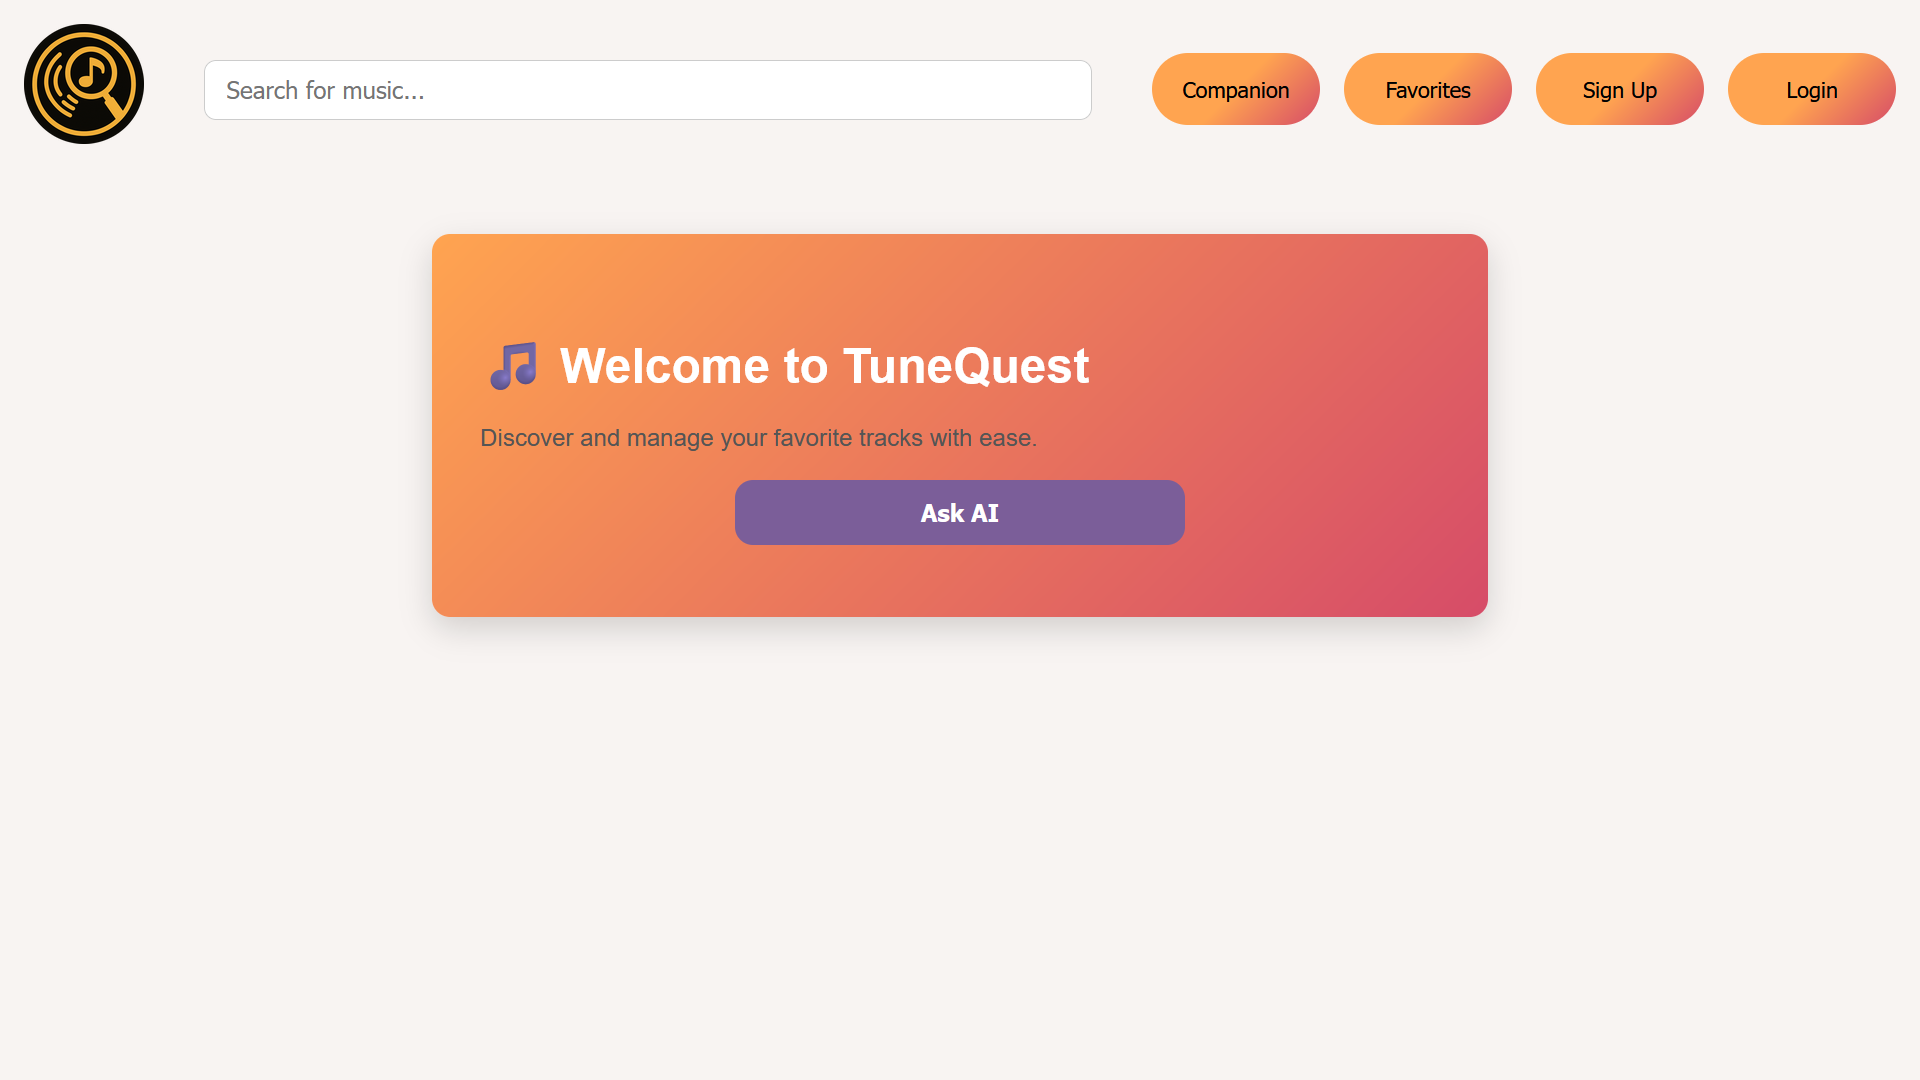 Search for music...
Companion
Favorites
Sign Up
Login
🎵 Welcome to TuneQuest
Discover and manage your favorite tracks with ease.
Ask AI